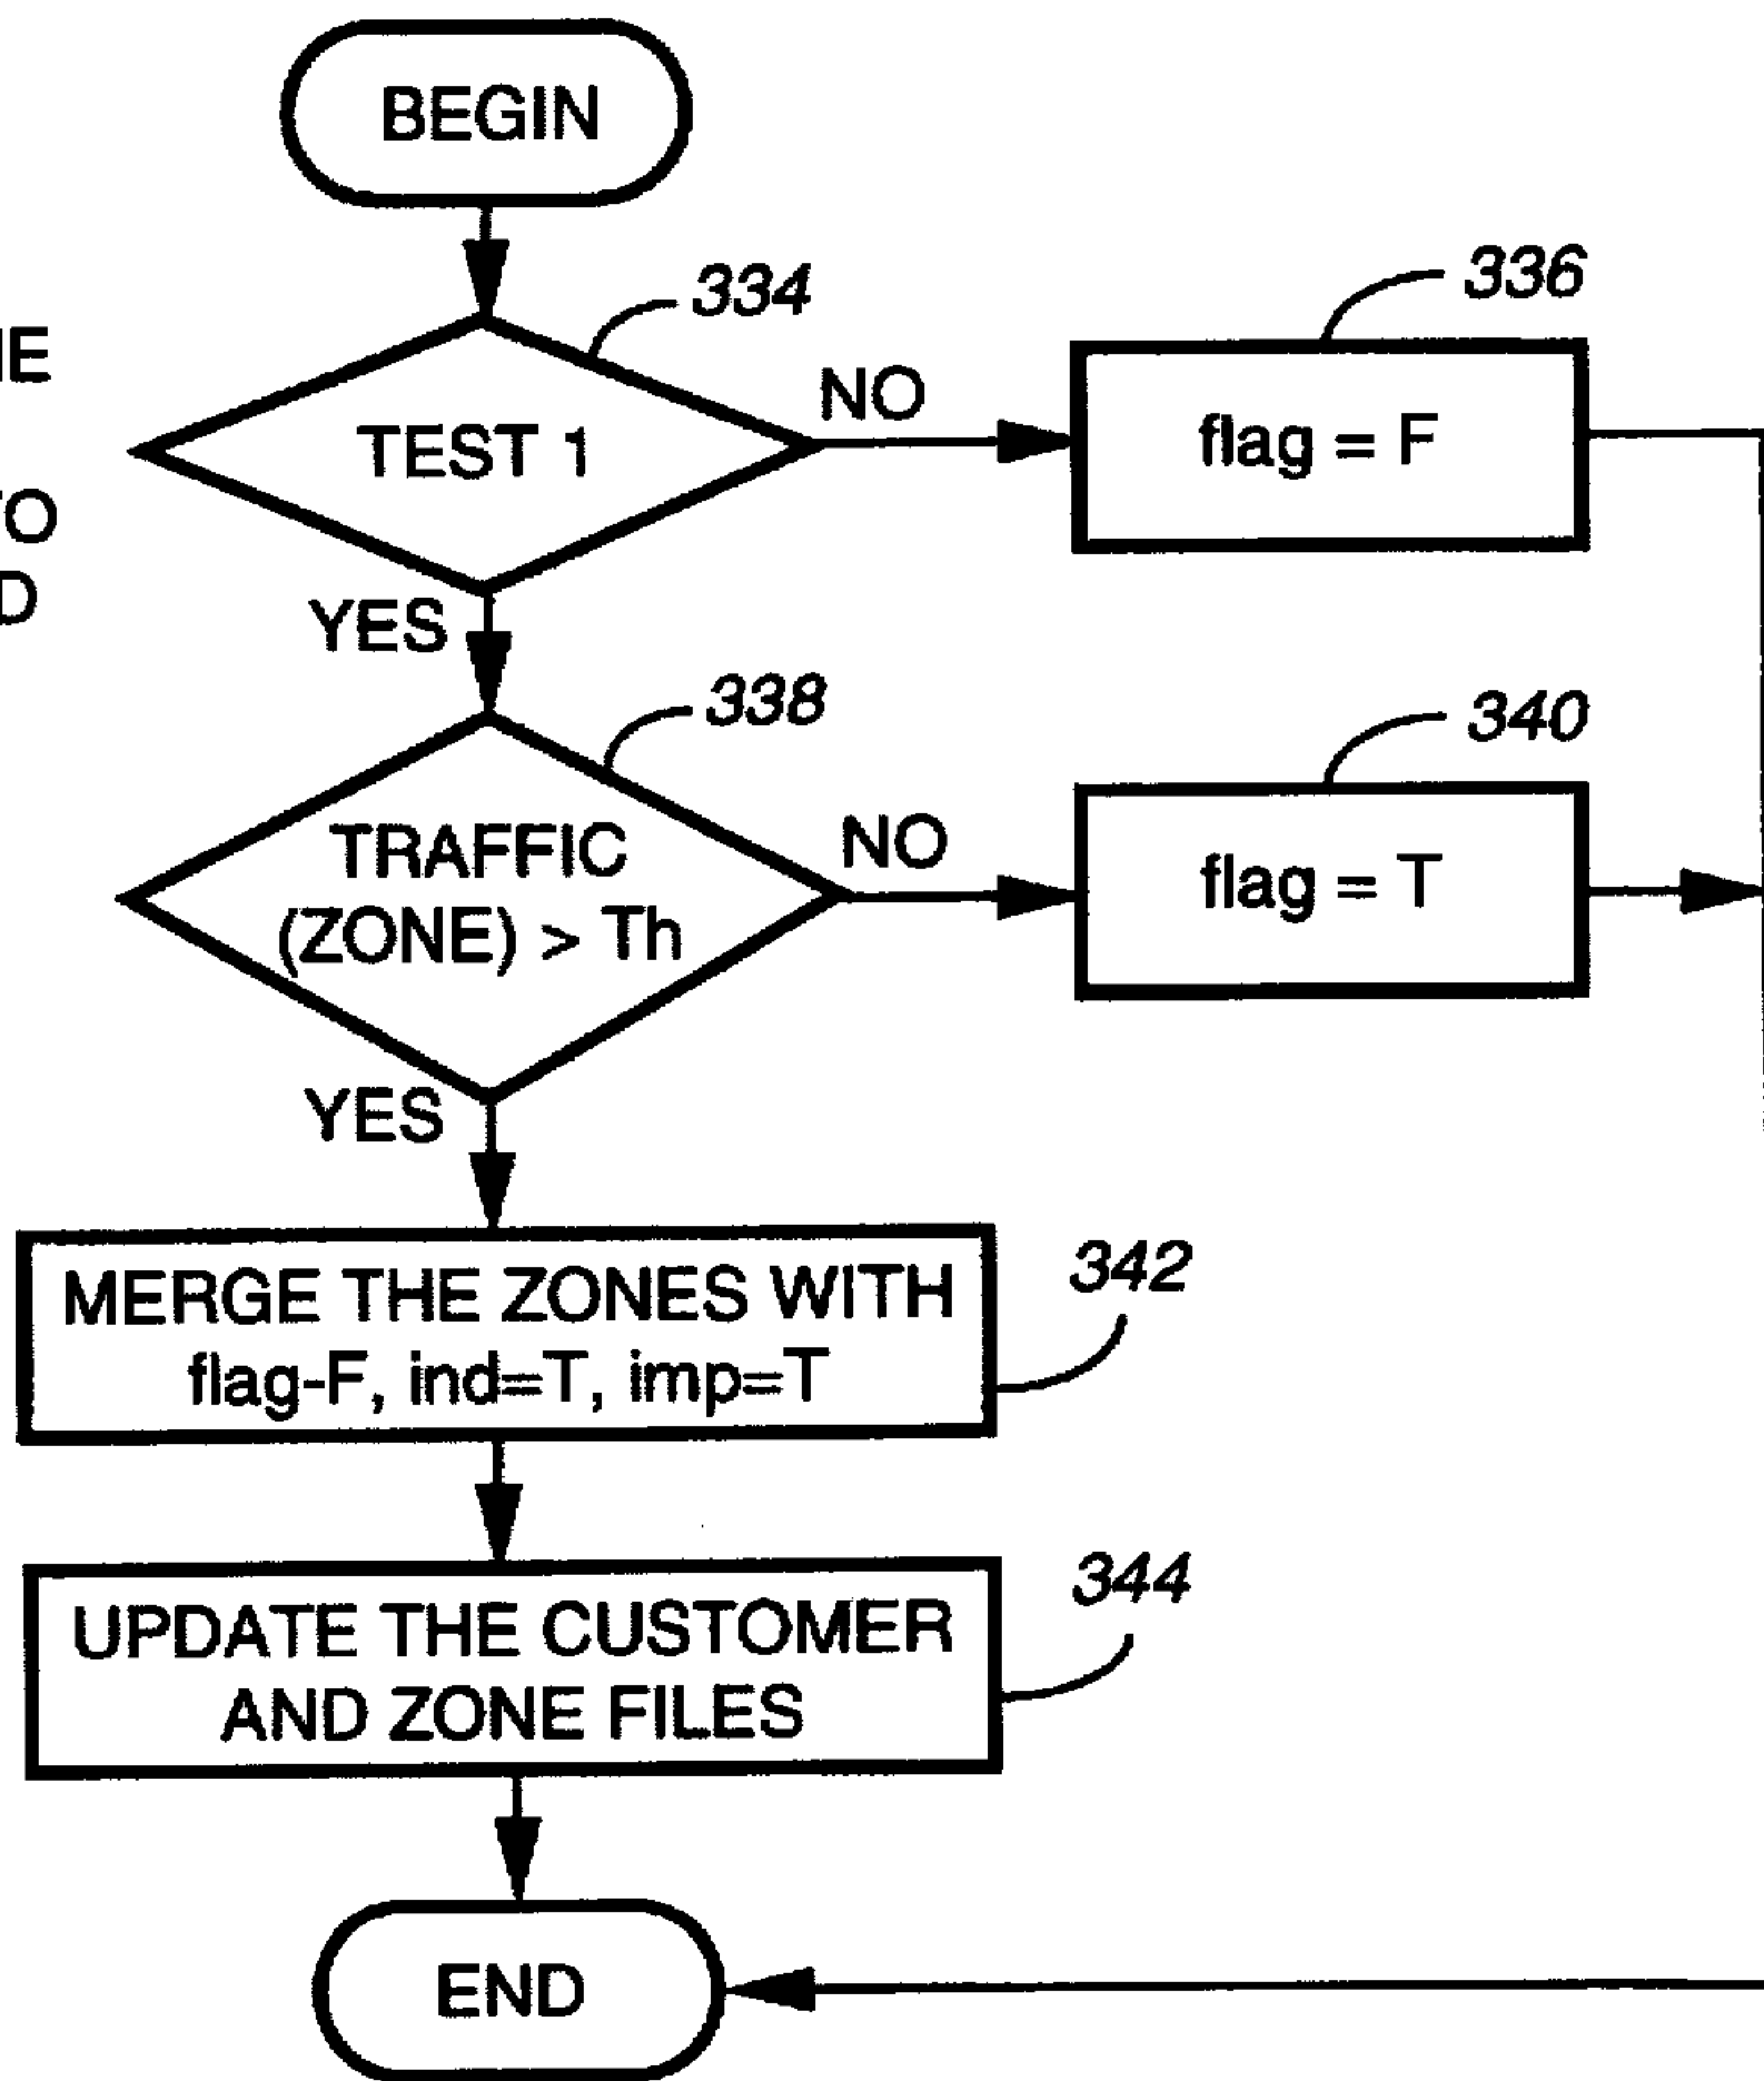 BEGIN
334
336
TEST 1
NO
flag = F
YES
338
340
TRAFFIC
(ZONE) > Th
NO
flag = T
YES
MERGE THE ZONES WITH
flag-F, ind=T, imp=T
342
UPDATE THE CUSTOMER
AND ZONE FILES
344
END